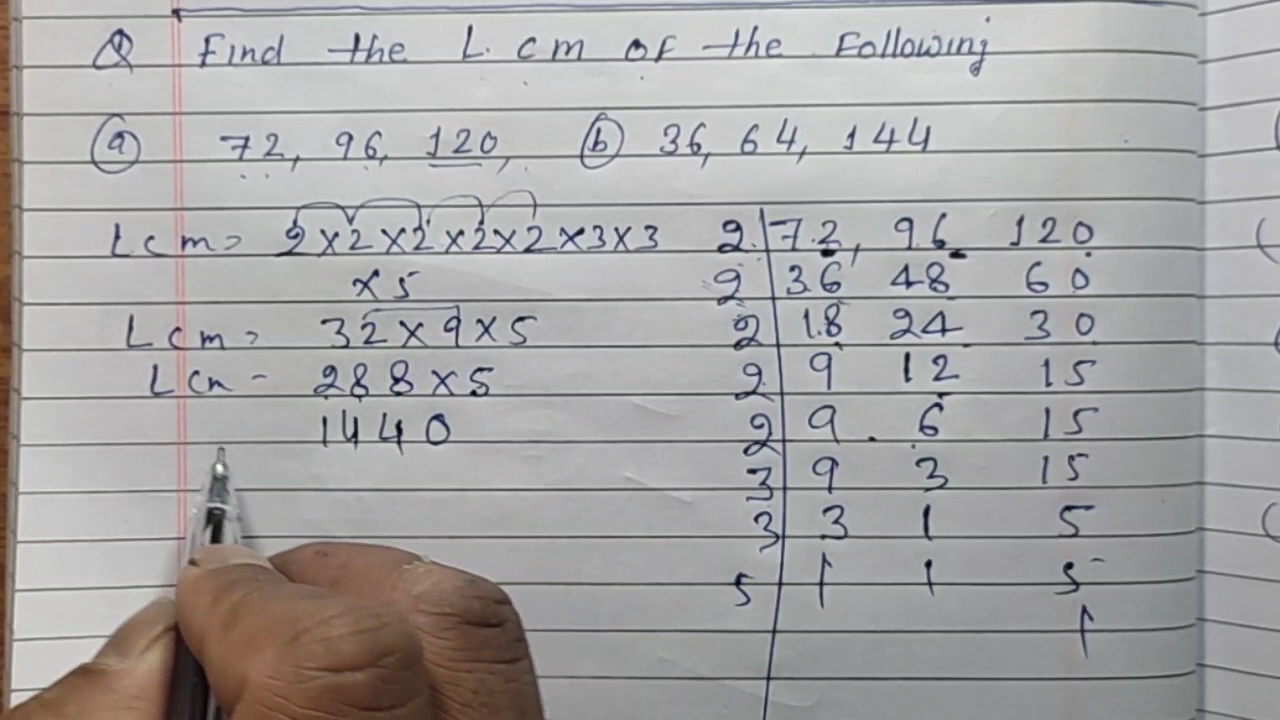 Q Find the L.cm of the Following
(a) 72, 96, 120, (b) 36, 64, 144
Lcm= 2×2×2×2×2×3×3
×5
Lcm= 32×9×5
Lcm- 288×5
1440
2 72, 96 120
2 36 48 60
2 18 24 30
2 9 12 15
2 9 6 15
3 9 3 15
3 3 1 5
5 1 1 5
1